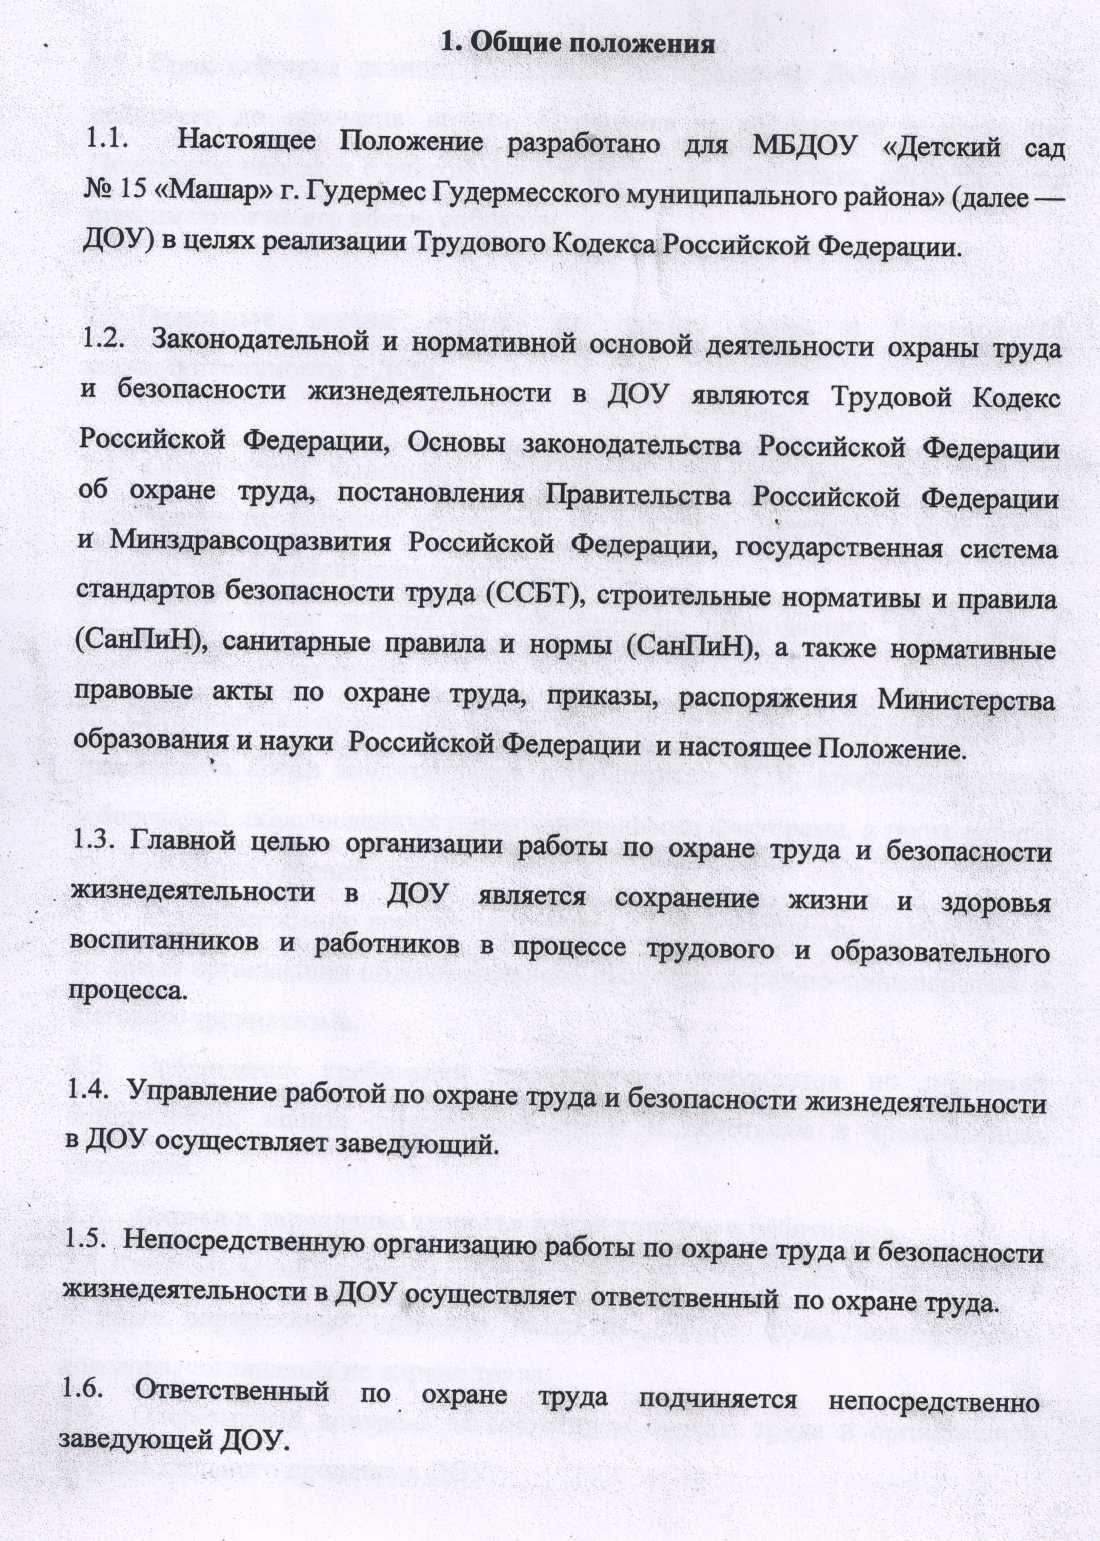 1. Общие положения
1.1. Настоящее Положение разработано для МБДОУ «Детский сад
№ 15 «Машар» г. Гудермес Гудермесского муниципального района» (далее —
ДОУ) в целях реализации Трудового Кодекса Российской Федерации.
1.2. Законодательной и нормативной основой деятельности охраны труда
и безопасности жизнедеятельности в ДОУ являются Трудовой Кодекс
Российской Федерации, Основы законодательства Российской Федерации
об охране труда, постановления Правительства Российской Федерации
и Минздравсоцразвития Российской Федерации, государственная система
стандартов безопасности труда (ССБТ), строительные нормативы и правила
(СанПиН), санитарные правила и нормы (СанПиН), а также нормативные
правовые акты по охране труда, приказы, распоряжения Министерства
образования и науки Российской Федерации и настоящее Положение.
1.3. Главной целью организации работы по охране труда и безопасности
жизнедеятельности в ДОУ является сохранение жизни и здоровья
воспитанников и работников в процессе трудового и образовательного
процесса.
1.4. Управление работой по охране труда и безопасности жизнедеятельности
в ДОУ осуществляет заведующий.
1.5. Непосредственную организацию работы по охране труда и безопасности
жизнедеятельности в ДОУ осуществляет ответственный по охране труда.
1.6. Ответственный по охране труда подчиняется непосредственно
заведующей ДОУ.